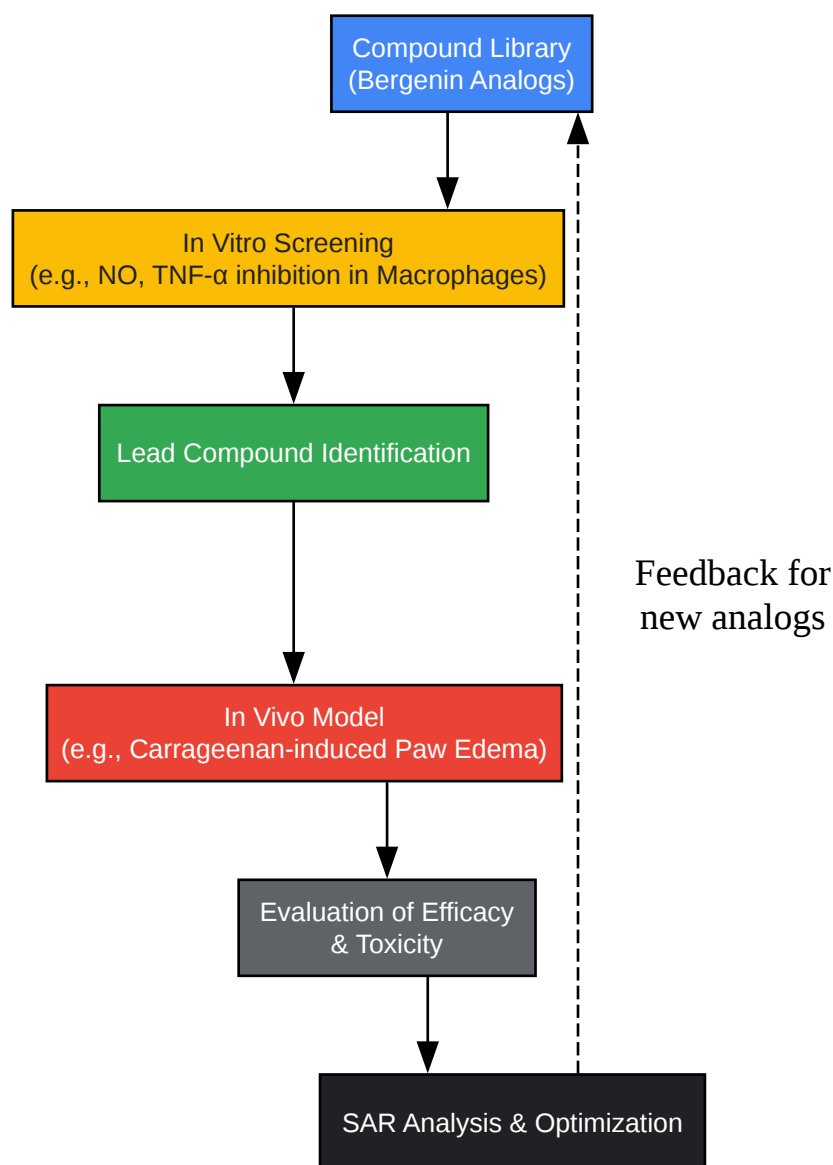 Compound Library
(Bergenin Analogs)
In Vitro Screening
(e.g., NO, TNF-α inhibition in Macrophages)
Lead Compound Identification
Feedback for
new analogs
In Vivo Model
(e.g., Carrageenan-induced Paw Edema)
Evaluation of Efficacy
& Toxicity
SAR Analysis & Optimization